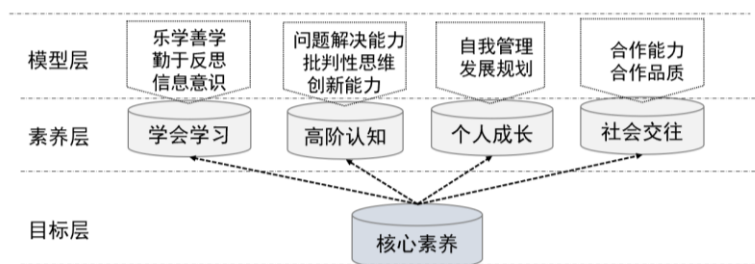 模型层
乐学善学
勤于反思
信息意识
问题解决能力
批判性思维
创新能力
自我管理
发展规划
合作能力
合作品质
素养层
学会学习
高阶认知
个人成长
社会交往
目标层
核心素养